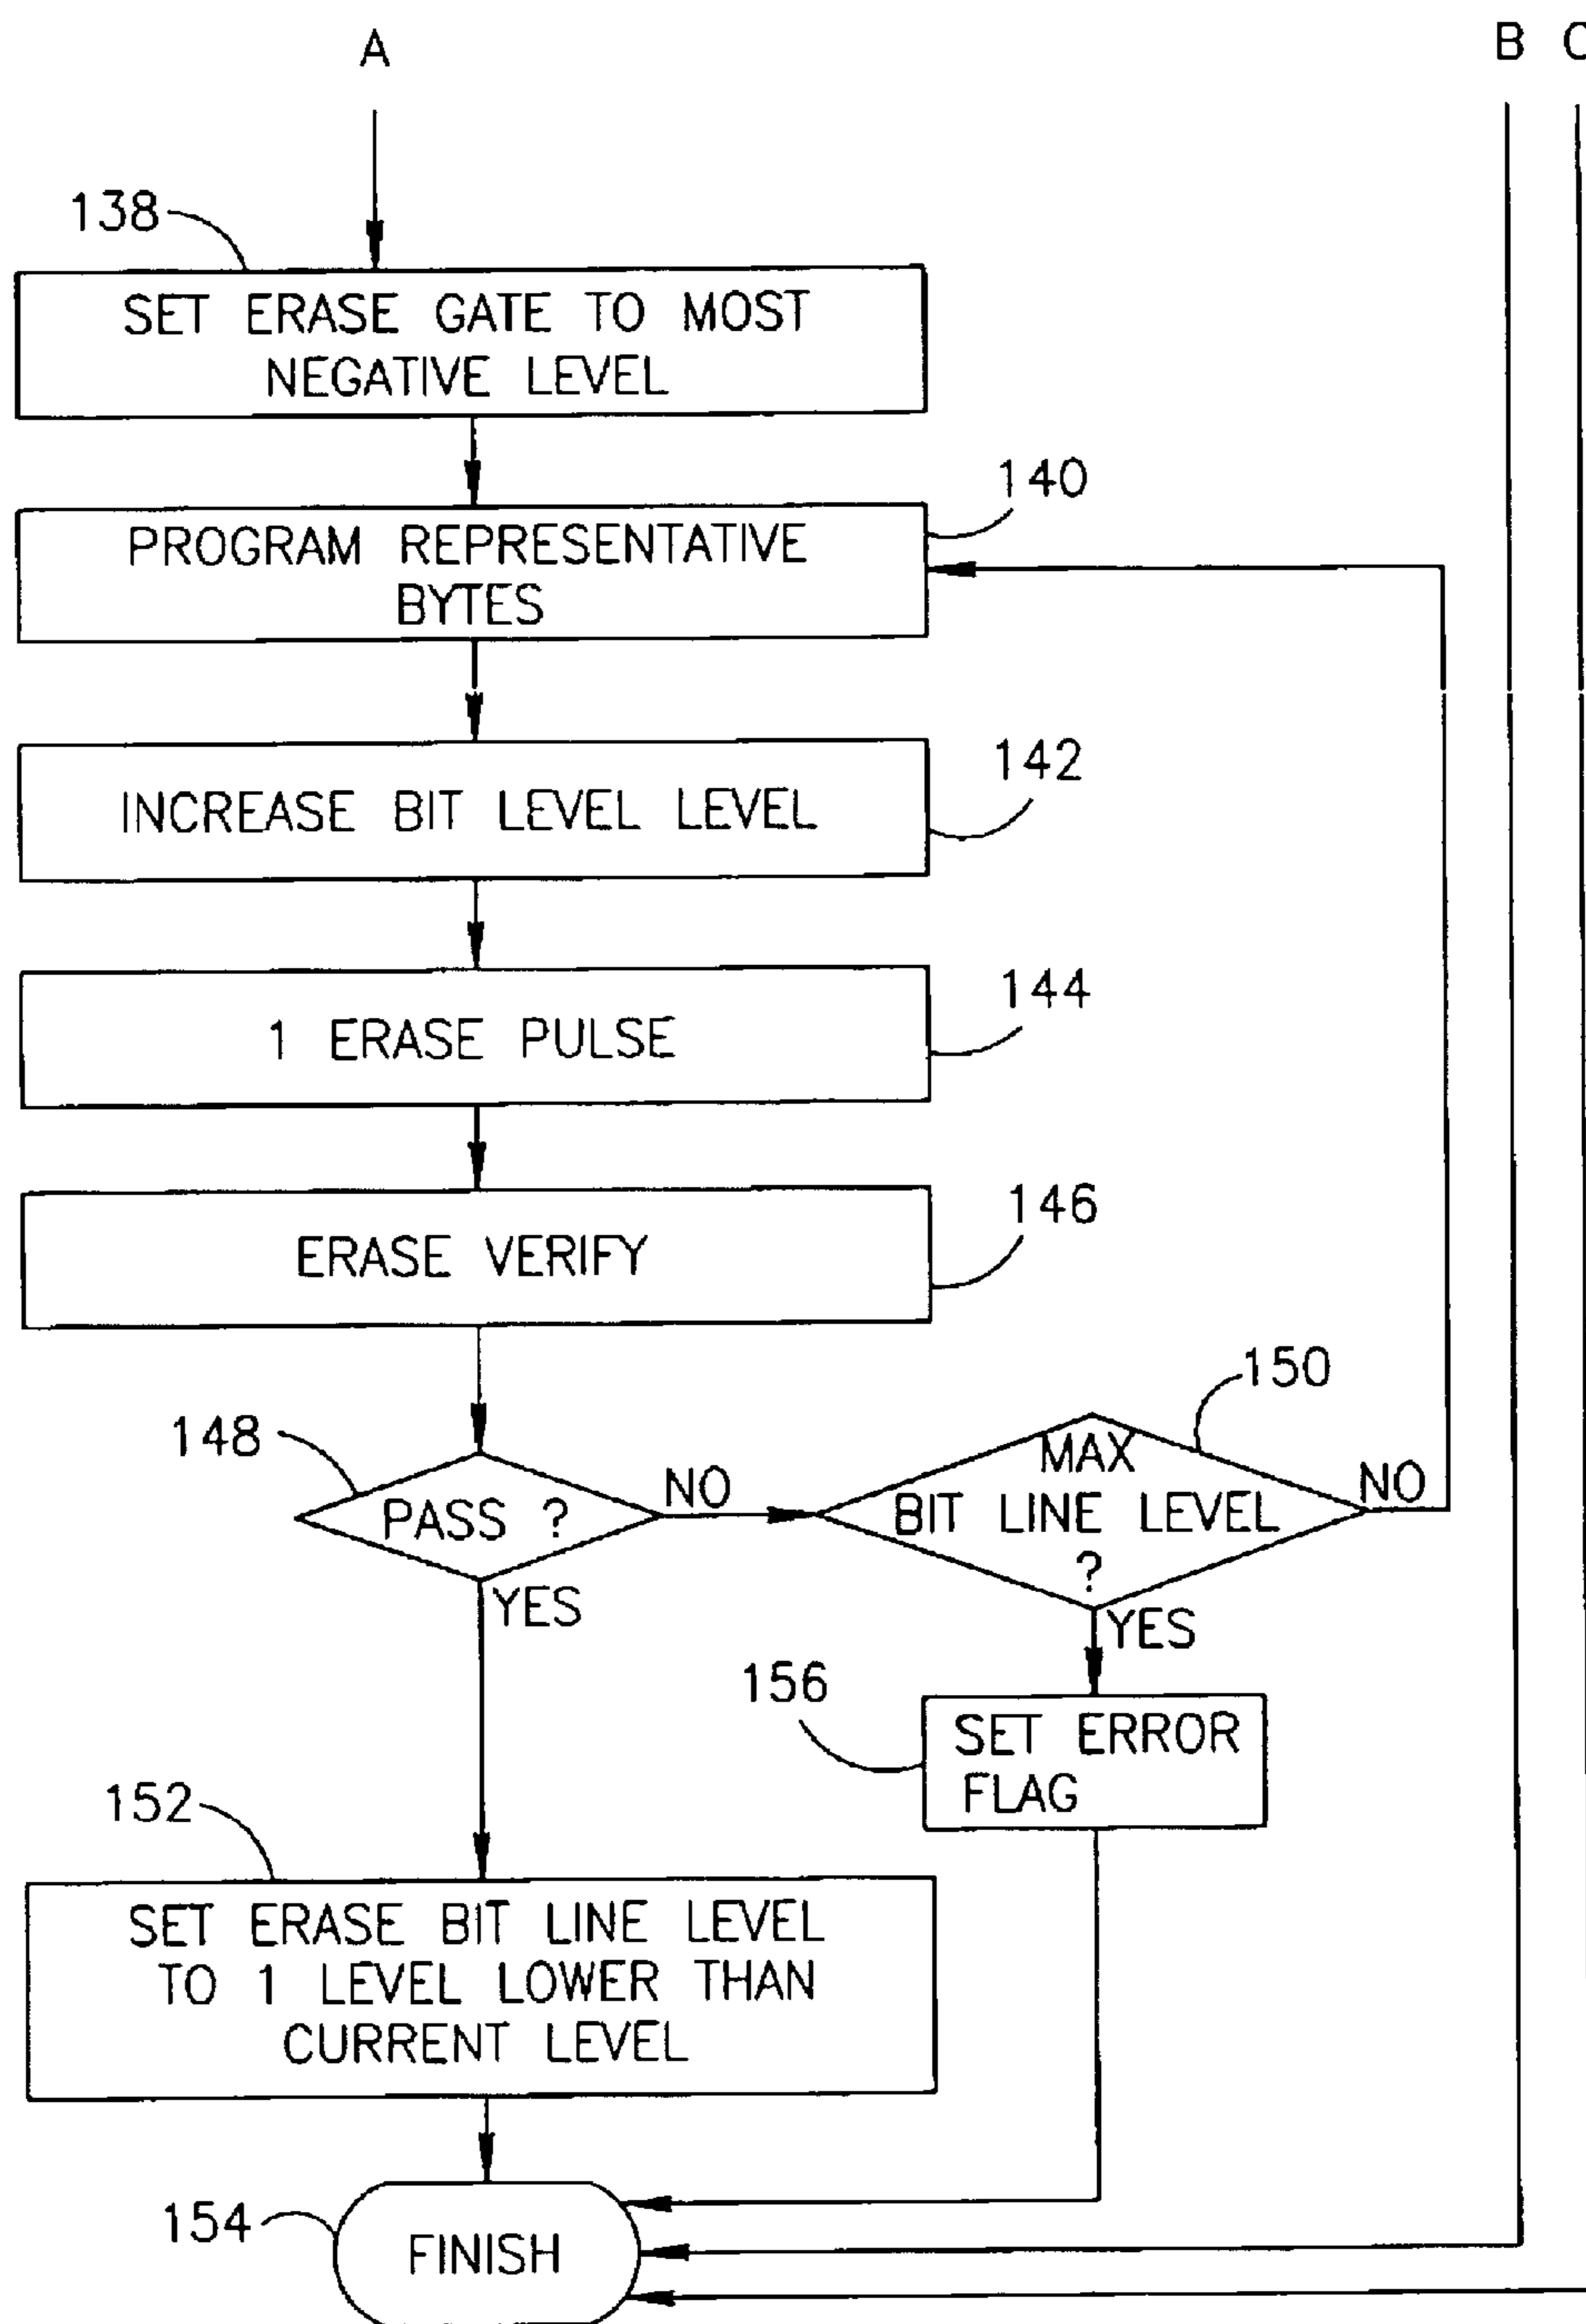 A
B C
138
SET ERASE GATE TO MOST
NEGATIVE LEVEL
140
PROGRAM REPRESENTATIVE
BYTES
142
INCREASE BIT LEVEL LEVEL
144
1 ERASE PULSE
146
ERASE VERIFY
148
PASS ?
NO
YES
150
MAX
BIT LINE LEVEL
?
NO
YES
156
SET ERROR
FLAG
152
SET ERASE BIT LINE LEVEL
TO 1 LEVEL LOWER THAN
CURRENT LEVEL
154
FINISH